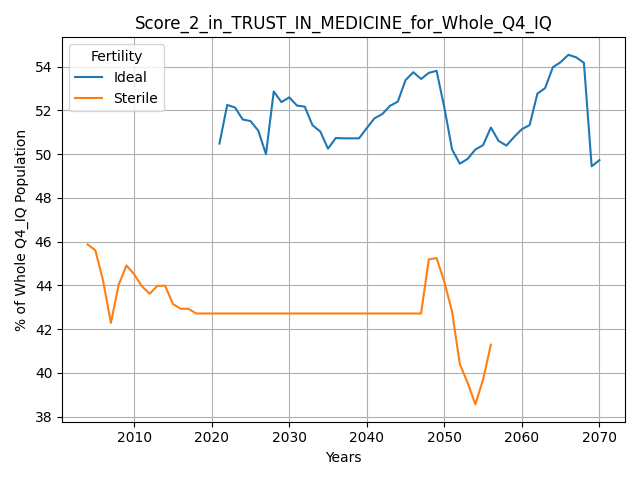 Score_2_in_TRUST_IN_MEDICINE_for_Whole_Q4_IQ
Fertility
Ideal
Sterile
% of Whole Q4_IQ Population
54
52
50
48
46
44
42
40
38
2010
2020
2030
2040
2050
2060
2070
Years